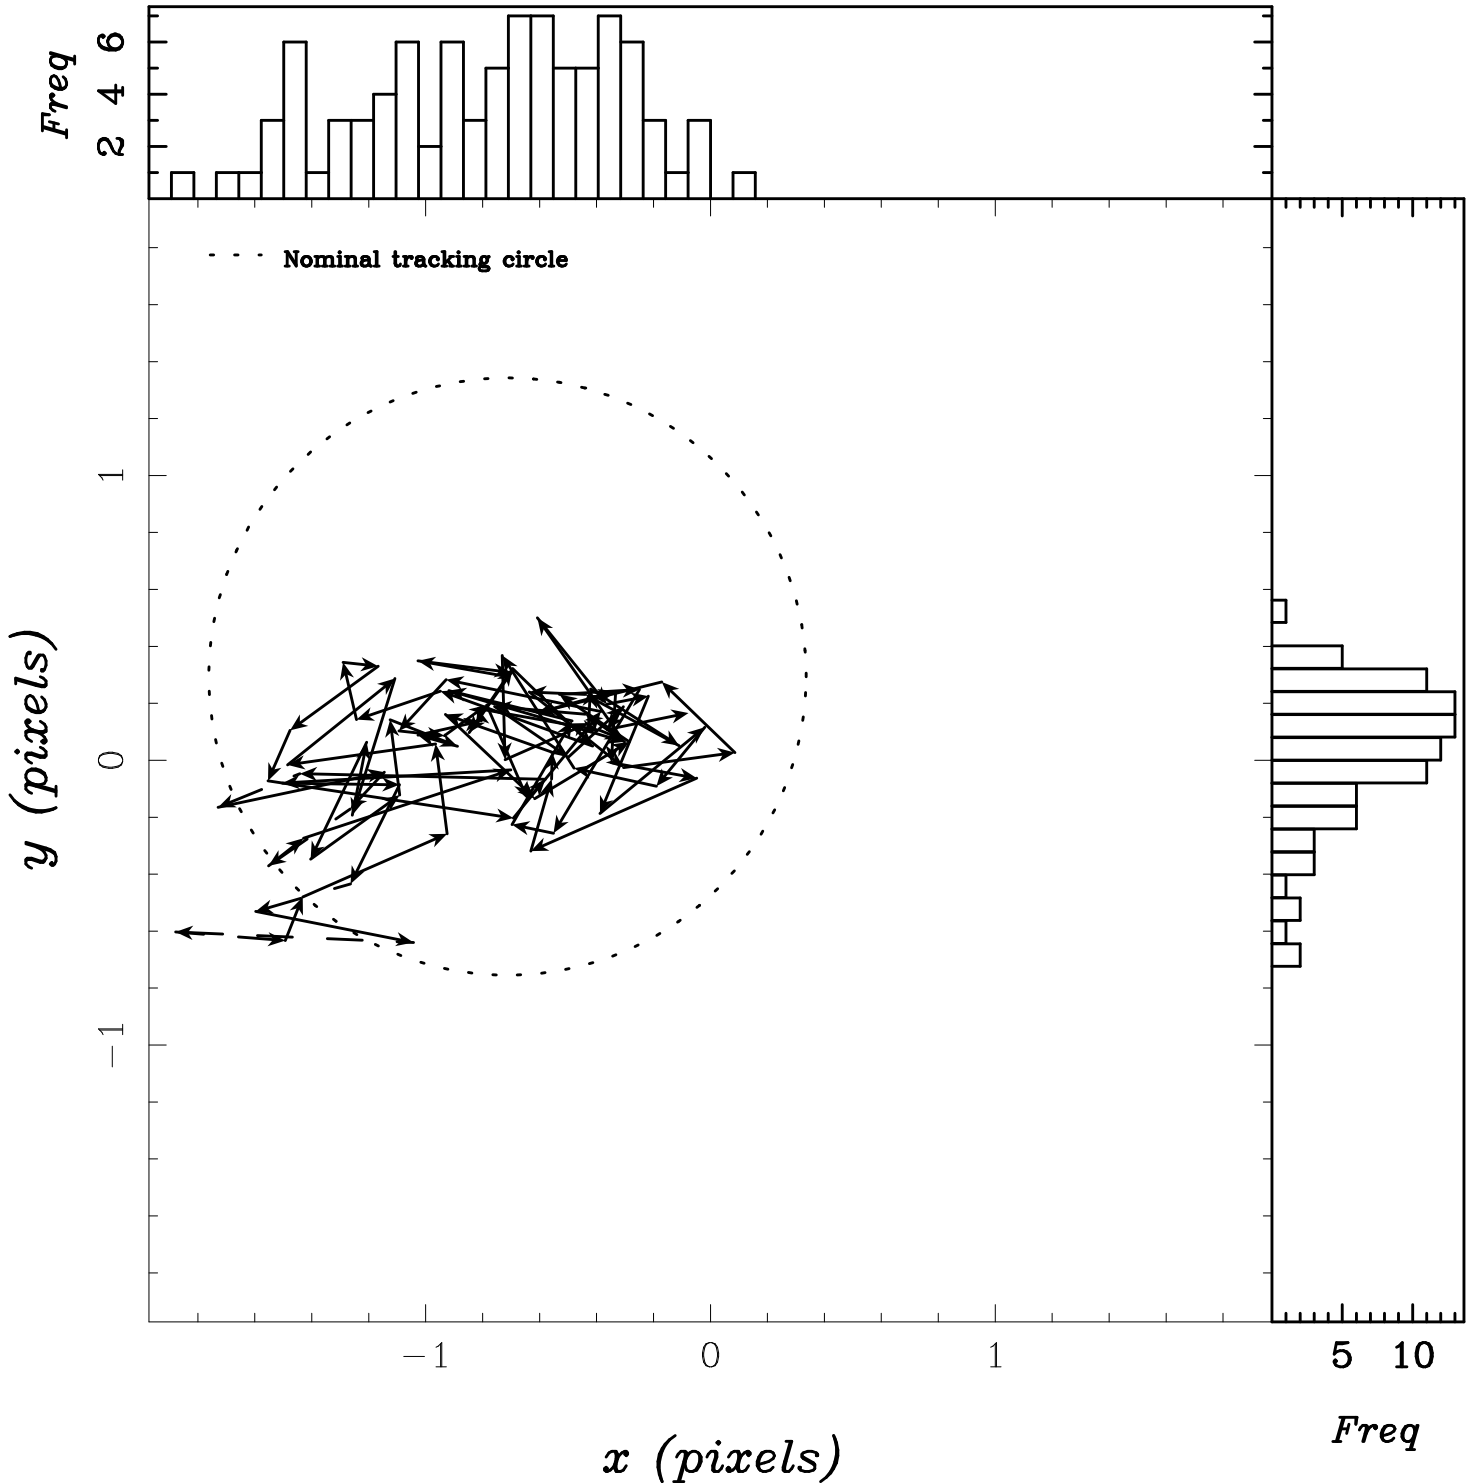 Freq
2 4 6
Nominal tracking circle
y (pixels)
1
0
−1
−1 0 1
x (pixels)
5 10
Freq